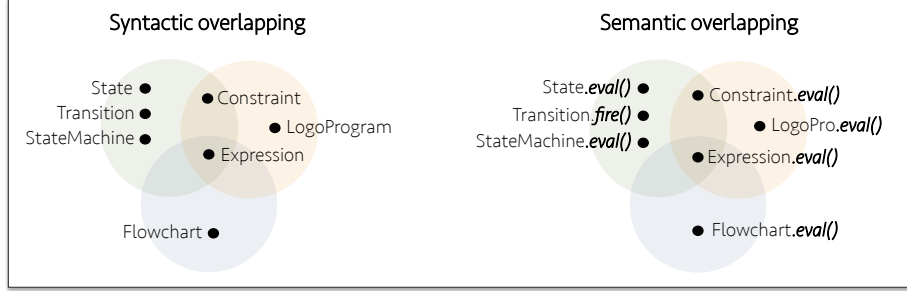 Syntactic overlapping
State
Transition
StateMachine
Constraint
LogoProgram
Expression
Flowchart
Semantic overlapping
State.eval()
Transition.fire()
StateMachine.eval()
Constraint.eval()
LogoPro.eval()
Expression.eval()
Flowchart.eval()